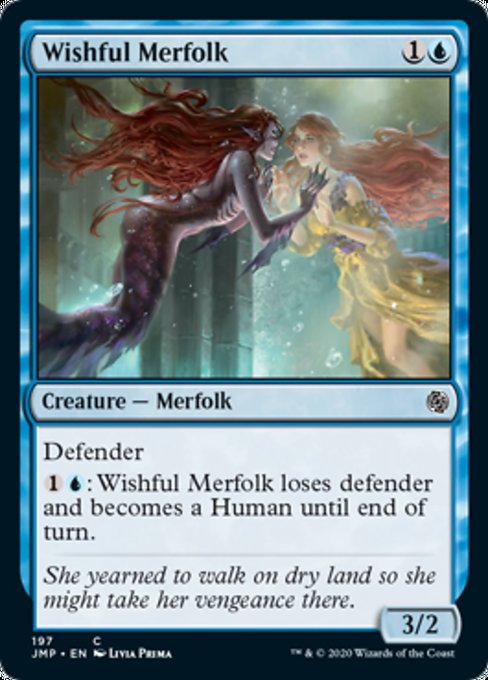 Wishful Merfolk 1
Creature — Merfolk
Defender
1 : Wishful Merfolk loses defender
and becomes a Human until end of
turn.
She yearned to walk on dry land so she
might take her vengeance there.
3/2
197 C
JMP • EN Livia Prima ™ & © 2020 Wizards of the Coast